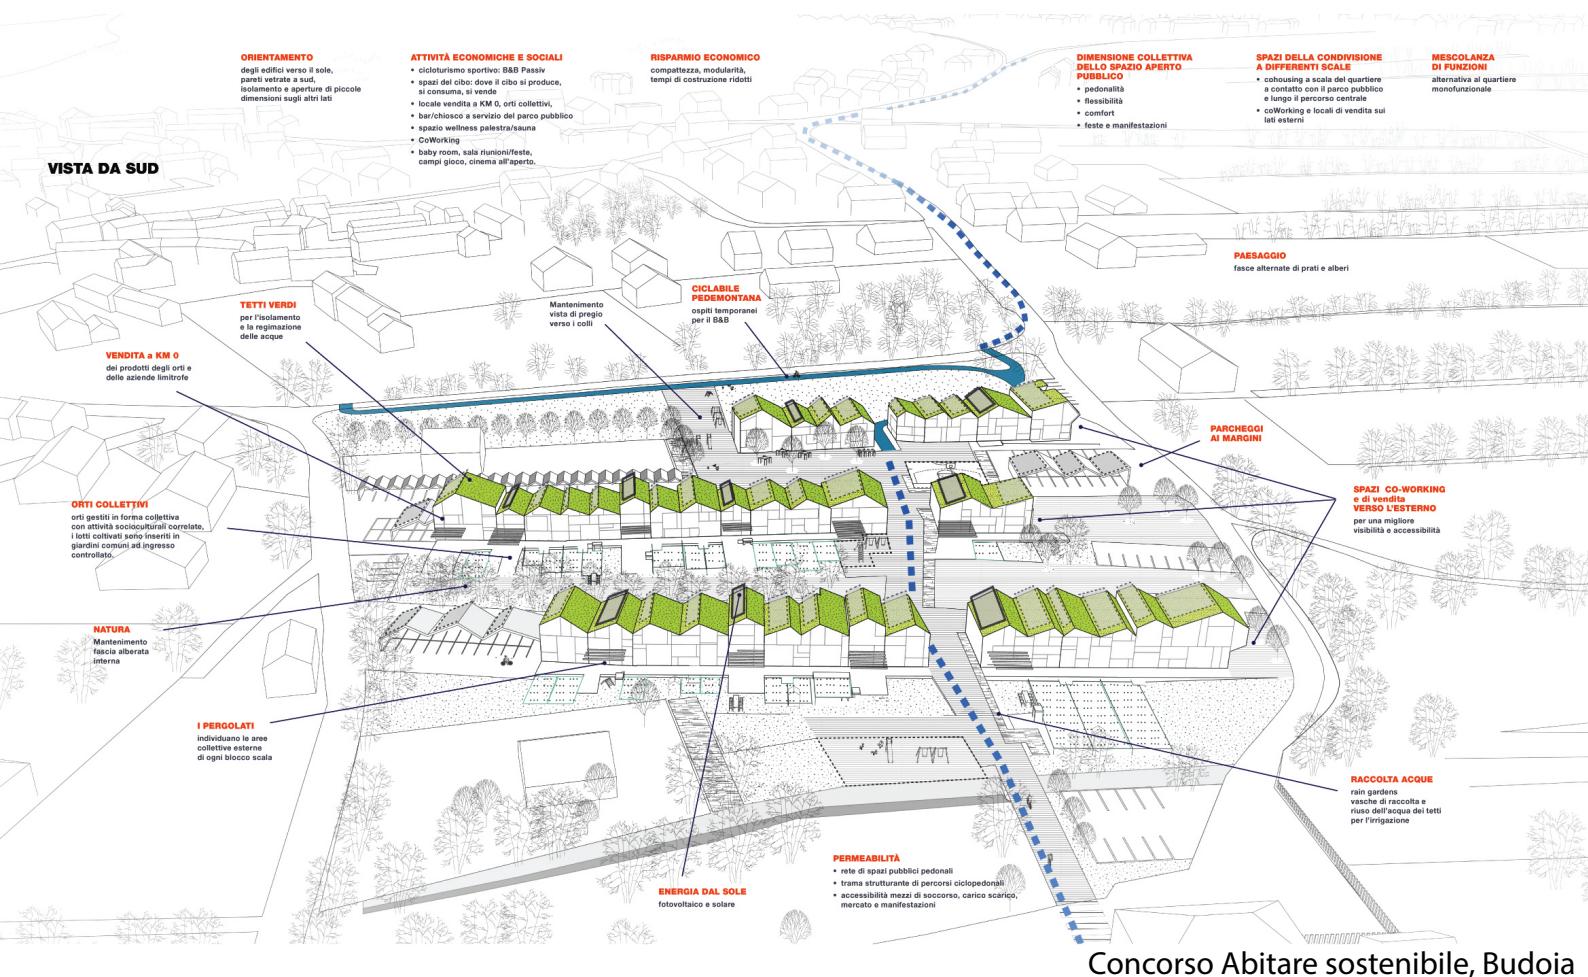 ORIENTAMENTO
degli edifici verso il sole,
pareti vetrate a sud,
isolamento e aperture di piccole
dimensioni sugli altri lati
ATTIVITÀ ECONOMICHE E SOCIALI
• cicloturismo sportivo: B&B Passiv
• spazi del cibo: dove il cibo si produce,
si consuma, si vende
• locale vendita a KM 0, orti collettivi,
• bar/chiosco a servizio del parco pubblico
• spazio wellness palestra/sauna
• CoWorking
• baby room, sala riunioni/feste,
campi gioco, cinema all'aperto.
RISPARMIO ECONOMICO
compattezza, modularità,
tempi di costruzione ridotti
DIMENSIONE COLLETTIVA
DELLO SPAZIO APERTO
PUBBLICO
• pedonalità
• flessibilità
• comfort
• feste e manifestazioni
SPAZI DELLA CONDIVISIONE
A DIFFERENTI SCALE
• cohousing a scala del quartiere
a contatto con il parco pubblico
e lungo il percorso centrale
• coWorking e locali di vendita sui
lati esterni
MESCOLANZA
DI FUNZIONI
alternativa al quartiere
monofunzionale
VISTA DA SUD
PAESAGGIO
fasce alternate di prati e alberi
TETTI VERDI
per l'isolamento
e la regimazione
delle acque
Mantenimento
vista di pregio
verso i colli
CICLABILE
PEDEMONTANA
ospiti temporanei
per il B&B
VENDITA a KM 0
dei prodotti degli orti e
delle aziende limitrofe
PARCHEGGI
AI MARGINI
ORTI COLLETTIVI
orti gestiti in forma collettiva
con attività socioculturali correlate,
i lotti coltivati sono inseriti in
giardini comuni ad ingresso
controllato.
SPAZI CO-WORKING
e di vendita
VERSO L'ESTERNO
per una migliore
visibilità e accessibilità
NATURA
Mantenimento
fascia alberata
interna
I PERGOLATI
individuano le aree
collettive esterne
di ogni blocco scala
RACCOLTA ACQUE
rain gardens
vasche di raccolta e
riuso dell'acqua dei tetti
per l'irrigazione
ENERGIA DAL SOLE
fotovoltaico e solare
PERMEABILITÀ
• rete di spazi pubblici pedonali
• trama strutturante di percorsi ciclopedonali
• accessibilità mezzi di soccorso, carico scarico,
mercato e manifestazioni
Concorso Abitare sostenibile, Budoia